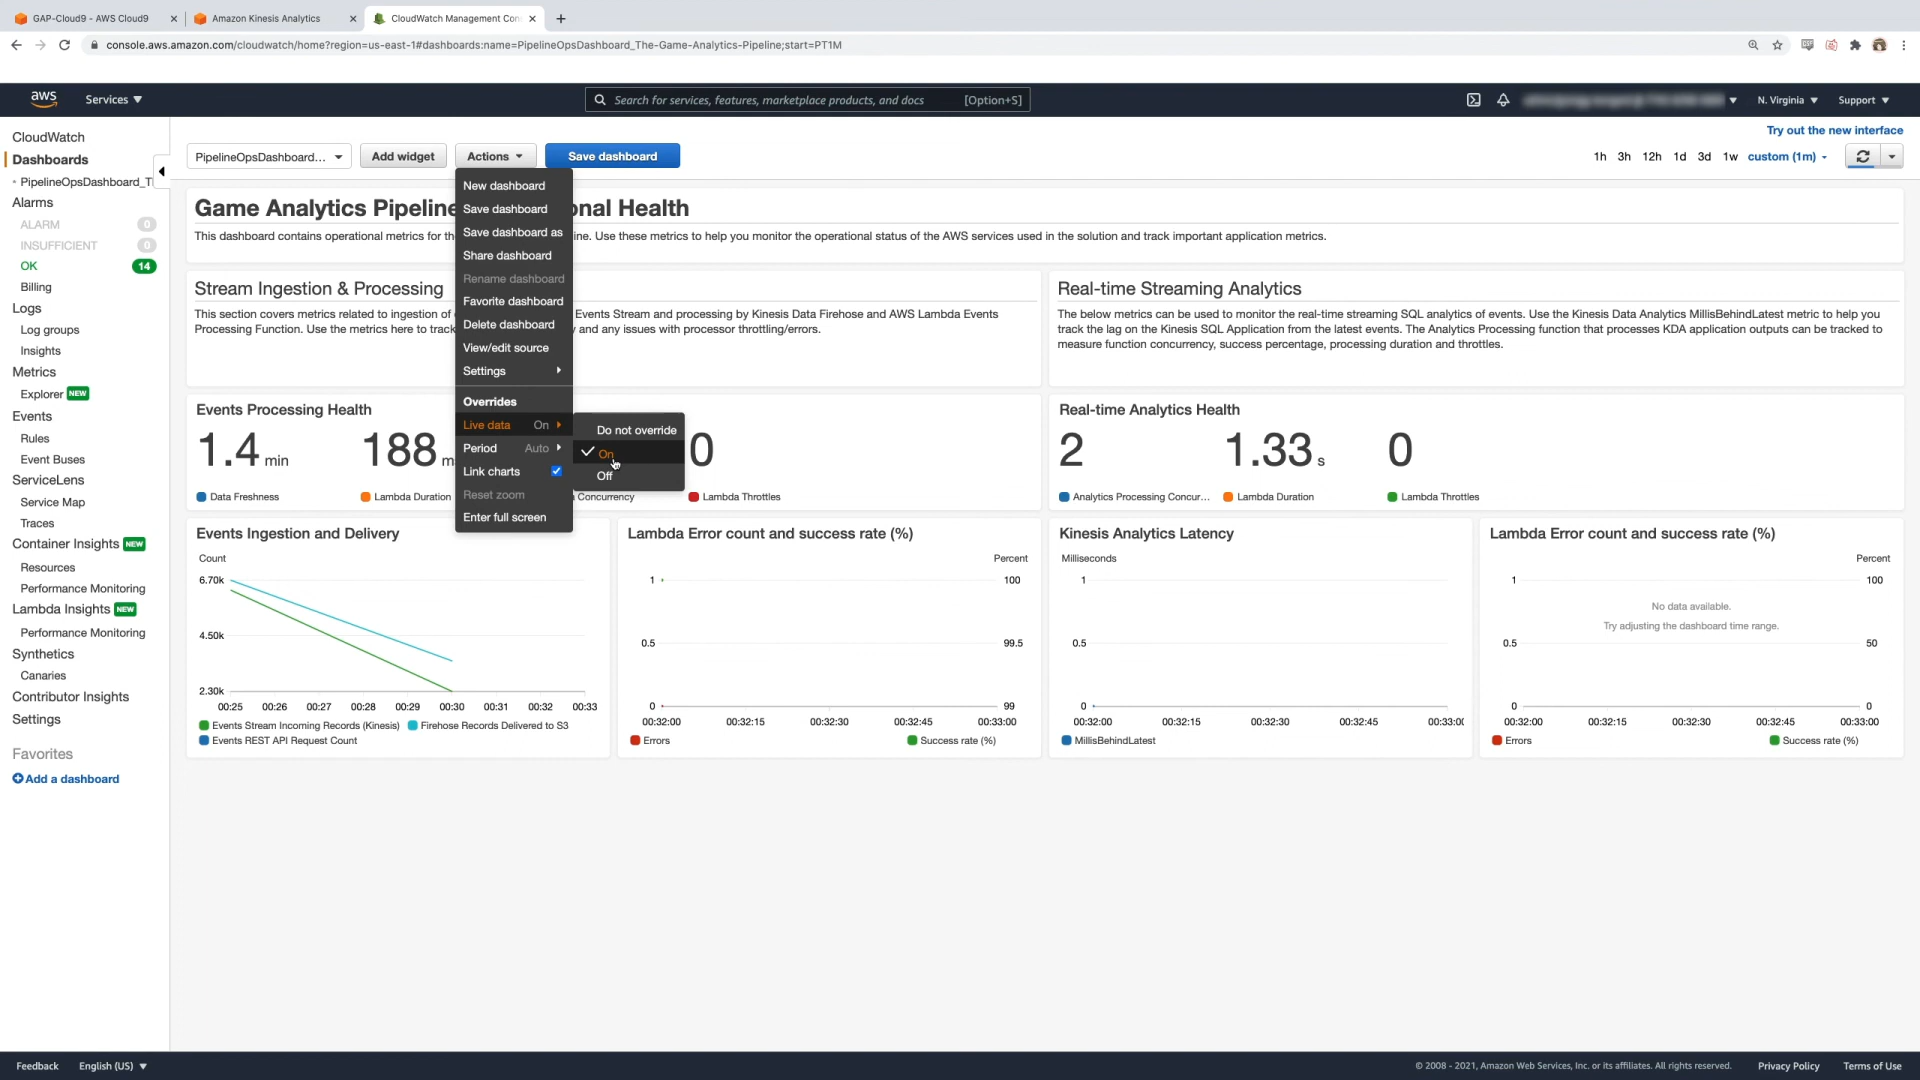 GAP-Cloud9 - AWS Cloud9
Amazon Kinesis Analytics
CloudWatch Management Con
console.aws.amazon.com/cloudwatch/home?region=us-east-1#dashboards:name=PipelineOpsDashboard_The-Game-Analytics-Pipeline;start=PT1M
aws
Services
Search for services, features, marketplace products, and docs [Option+S]
N. Virginia
Support
CloudWatch
Dashboards
PipelineOpsDashboard_T
Alarms
ALARM 0
INSUFFICIENT 0
OK 14
Billing
Logs
Log groups
Insights
Metrics
Explorer NEW
Events
Rules
Event Buses
ServiceLens
Service Map
Traces
Container Insights NEW
Resources
Performance Monitoring
Lambda Insights NEW
Performance Monitoring
Synthetics
Canaries
Contributor Insights
Settings
Favorites
Add a dashboard
Try out the new interface
PipelineOpsDashboard...
Add widget
Actions
Save dashboard
1h 3h 12h 1d 3d 1w custom (1m)
New dashboard
Save dashboard
Save dashboard as
Share dashboard
Rename dashboard
Favorite dashboard
Delete dashboard
View/edit source
Settings
Overrides
Live data On
Period Auto
Link charts
Reset zoom
Enter full screen
Do not override
On
Off
Game Analytics Pipeline onal Health
This dashboard contains operational metrics for the ine. Use these metrics to help you monitor the operational status of the AWS services used in the solution and track important application metrics.
Stream Ingestion & Processing
This section covers metrics related to ingestion of Events Stream and processing by Kinesis Data Firehose and AWS Lambda Events
Processing Function. Use the metrics here to track and any issues with processor throttling/errors.
Real-time Streaming Analytics
The below metrics can be used to monitor the real-time streaming SQL analytics of events. Use the Kinesis Data Analytics MillisBehindLatest metric to help you
track the lag on the Kinesis SQL Application from the latest events. The Analytics Processing function that processes KDA application outputs can be tracked to
measure function concurrency, success percentage, processing duration and throttles.
Events Processing Health
1.4 min 188 m 0
Data Freshness Lambda Duration Concurrency Lambda Throttles
Real-time Analytics Health
2 1.33 s 0
Analytics Processing Concur... Lambda Duration Lambda Throttles
Events Ingestion and Delivery
Count
6.70k
4.50k
2.30k
00:25 00:26 00:27 00:28 00:29 00:30 00:31 00:32 00:33
Events Stream Incoming Records (Kinesis) Firehose Records Delivered to S3
Events REST API Request Count
Lambda Error count and success rate (%)
Percent
1 100
0.5 99.5
0 99
00:32:00 00:32:15 00:32:30 00:32:45 00:33:00
Errors Success rate (%)
Kinesis Analytics Latency
Milliseconds
1
0.5
0
00:32:00 00:32:15 00:32:30 00:32:45 00:33:00
MillisBehindLatest
Lambda Error count and success rate (%)
Percent
1 100
No data available.
Try adjusting the dashboard time range.
0.5 50
0 0
00:32:00 00:32:15 00:32:30 00:32:45 00:33:00
Errors Success rate (%)
Feedback
English (US)
© 2008 - 2021, Amazon Web Services, Inc. or its affiliates. All rights reserved.
Privacy Policy
Terms of Use